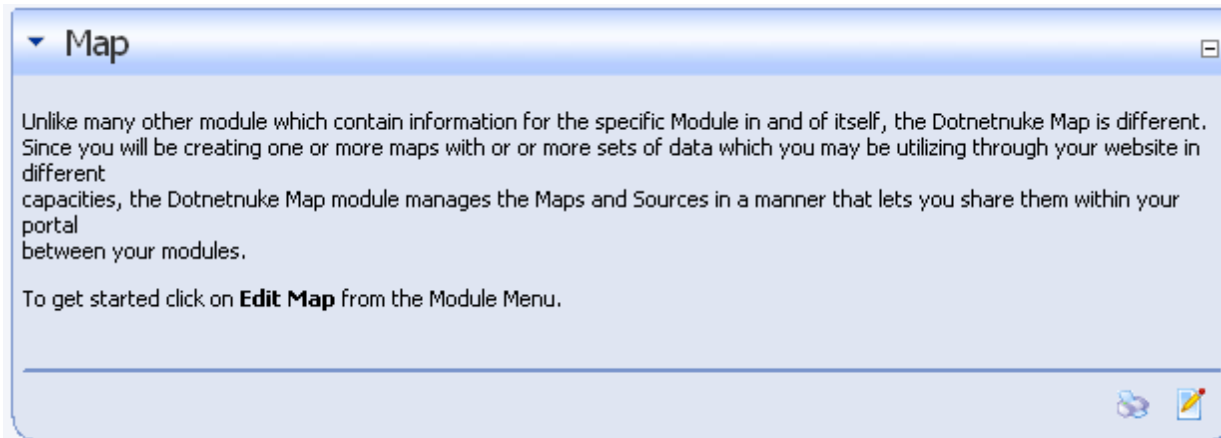 Map
Unlike many other module which contain information for the specific Module in and of itself, the Dotnetnuke Map is different.
Since you will be creating one or more maps with or or more sets of data which you may be utilizing through your website in
different
capacities, the Dotnetnuke Map module manages the Maps and Sources in a manner that lets you share them within your
portal
between your modules.
To get started click on Edit Map from the Module Menu.